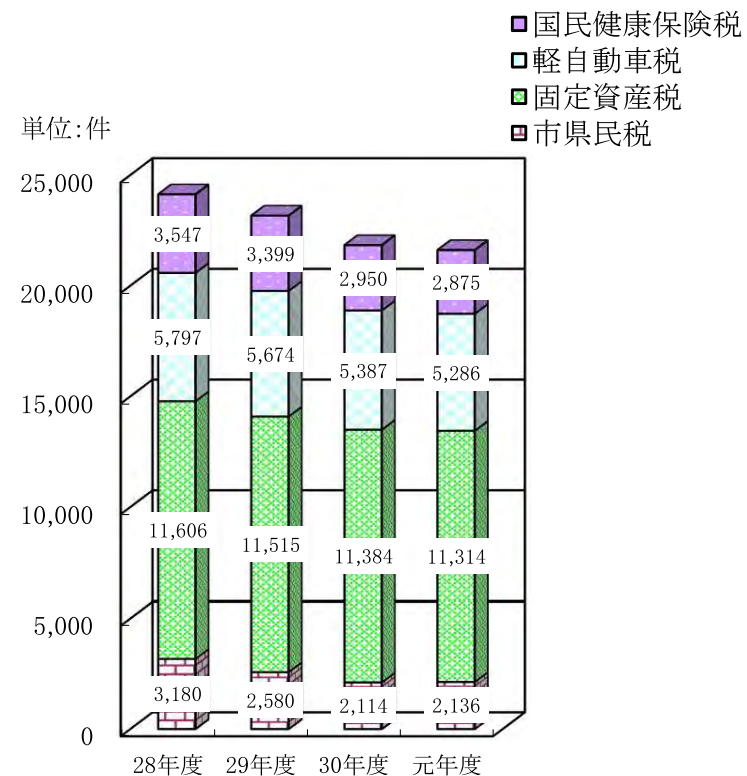 国民健康保険税
軽自動車税
固定資産税
市県民税
単位:件
25,000
20,000
15,000
10,000
5,000
0
3,547 3,399 2,950 2,875
5,797 5,674 5,387 5,286
11,606 11,515 11,384 11,314
3,180 2,580 2,114 2,136
28年度 29年度 30年度 元年度